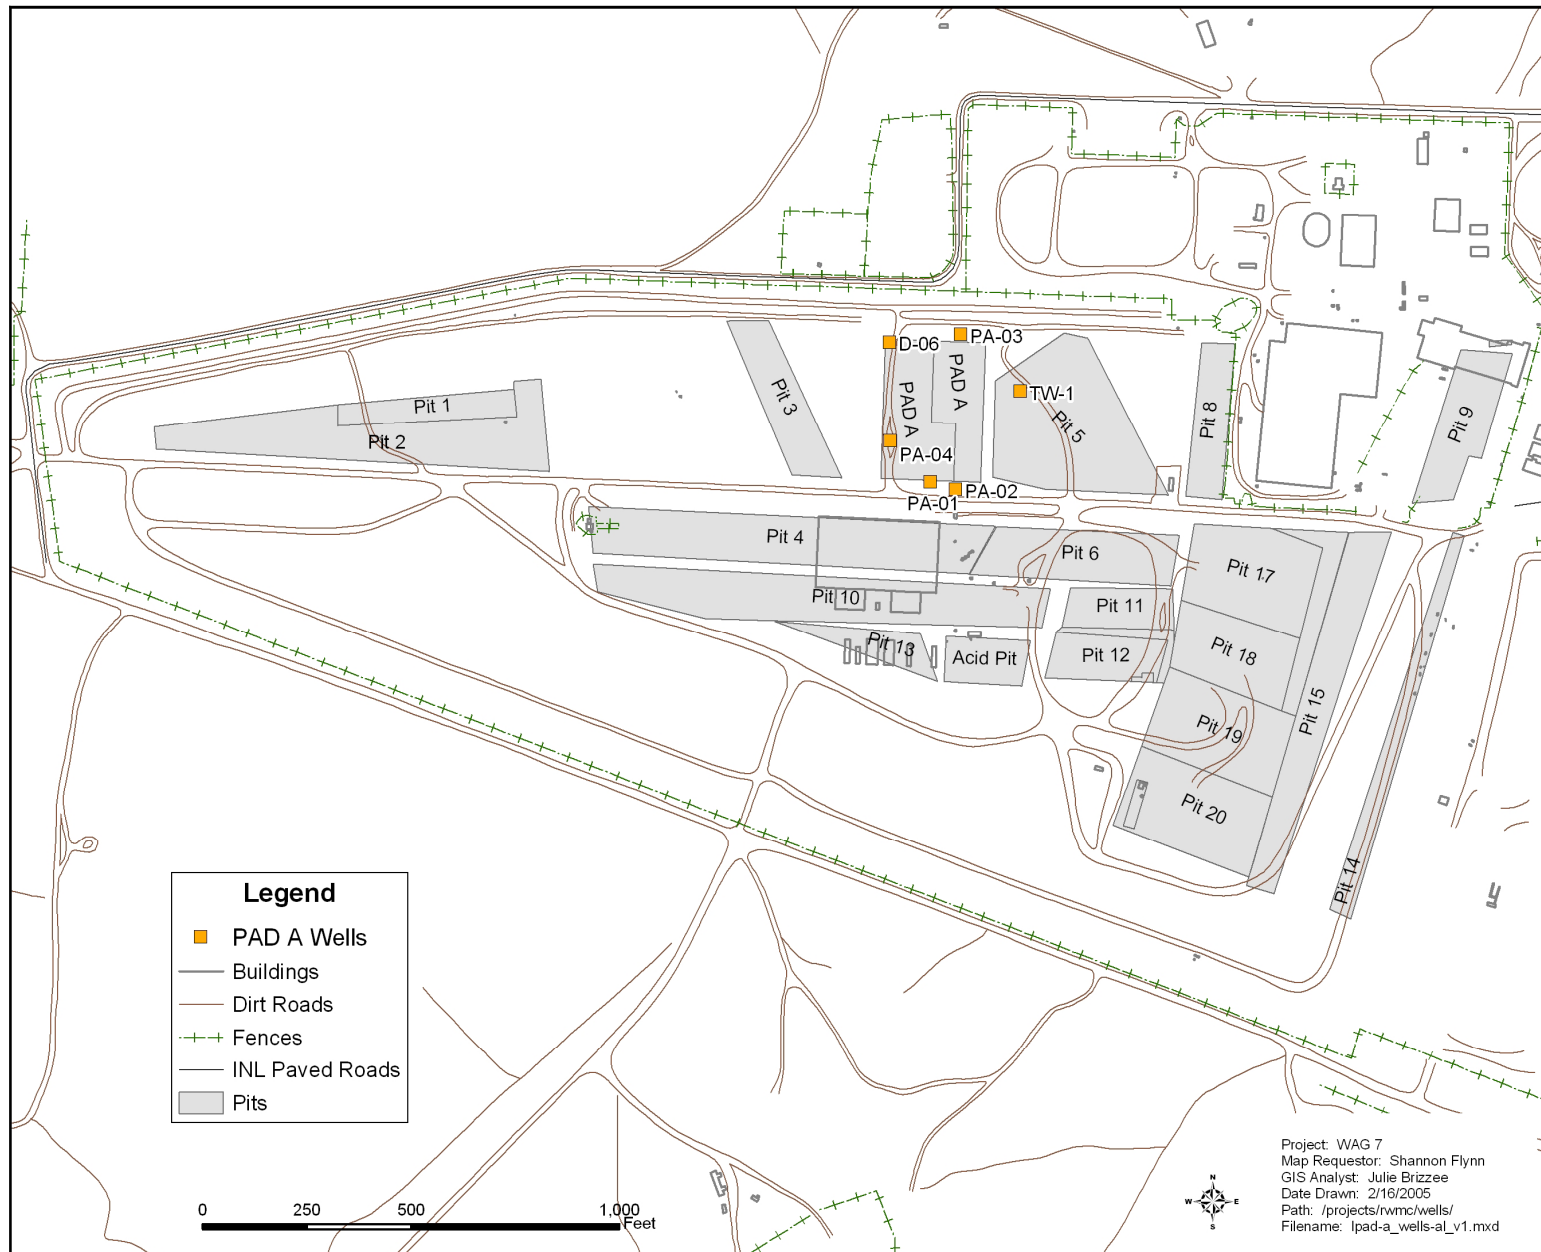 D-06
PA-03
PAD A
PAD A
TW-1
Pit 3
Pit 1
Pit 2
Pit 5
Pit 8
Pit 9
PA-04
PA-02
PA-01
Pit 4
Pit 6
Pit 17
Pit 10
Pit 11
Pit 13
Acid Pit
Pit 12
Pit 18
Pit 15
Pit 19
Pit 20
Pit 14
Legend
PAD A Wells
Buildings
Dirt Roads
Fences
INL Paved Roads
Pits
0 250 500 1,000
Feet
N
W E
S
Project: WAG 7
Map Requestor: Shannon Flynn
GIS Analyst: Julie Brizzee
Date Drawn: 2/16/2005
Path: /projects/rwmc/wells/
Filename: lpad-a_wells-al_v1.mxd